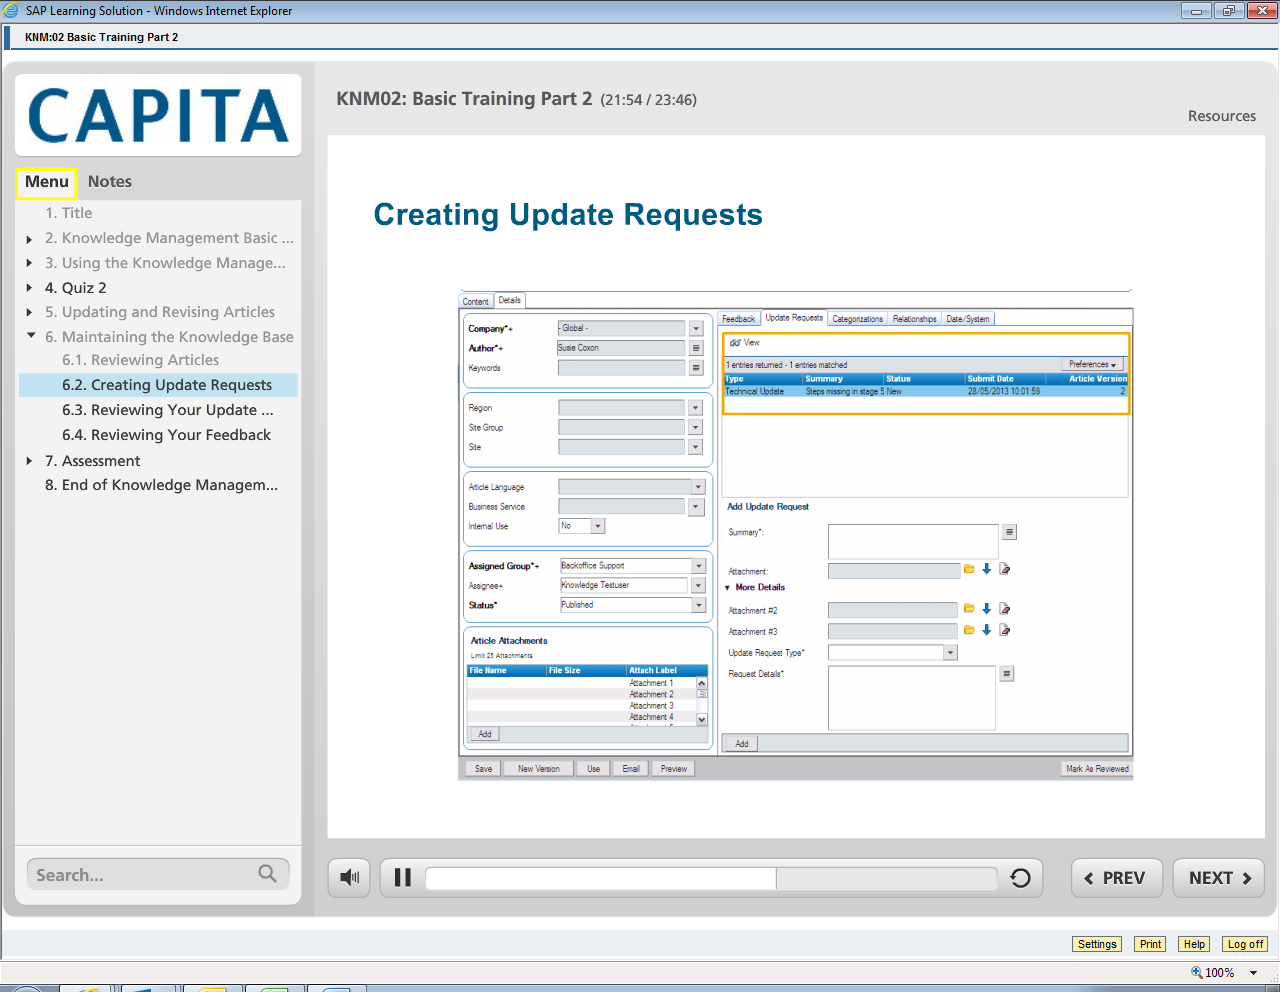 SAP Learning Solution - Windows Internet Explorer
KNM:02 Basic Training Part 2
CAPITA
KNM02: Basic Training Part 2 (21:54 / 23:46)
Resources
Menu Notes
1. Title
2. Knowledge Management Basic ...
3. Using the Knowledge Manage...
4. Quiz 2
5. Updating and Revising Articles
6. Maintaining the Knowledge Base
6.1. Reviewing Articles
6.2. Creating Update Requests
6.3. Reviewing Your Update ...
6.4. Reviewing Your Feedback
7. Assessment
8. End of Knowledge Managem...
Search...
Creating Update Requests
Content Details
Company*+ - Global -
Author*+ Susie Coxon
Keywords
Region
Site Group
Site
Article Language
Business Service
Internal Use No
Assigned Group*+ Backoffice Support
Assignee+ Knowledge Testuser
Status* Published
Article Attachments
Limit 25 Attachments
File Name File Size Attach Label
Attachment 1
Attachment 2
Attachment 3
Attachment 4
Add
Feedback Update Requests Categorizations Relationships Date/System
View
1 entries returned - 1 entries matched Preferences
Type Summary Status Submit Date Article Version
Technical Update Steps missing in stage 5 New 28/05/2013 10:01:59 2
Add Update Request
Summary*:
Attachment:
More Details
Attachment #2
Attachment #3
Update Request Type*
Request Details*
Add
Save New Version Use Email Preview Mark As Reviewed
PREV NEXT
Settings Print Help Log off
100%